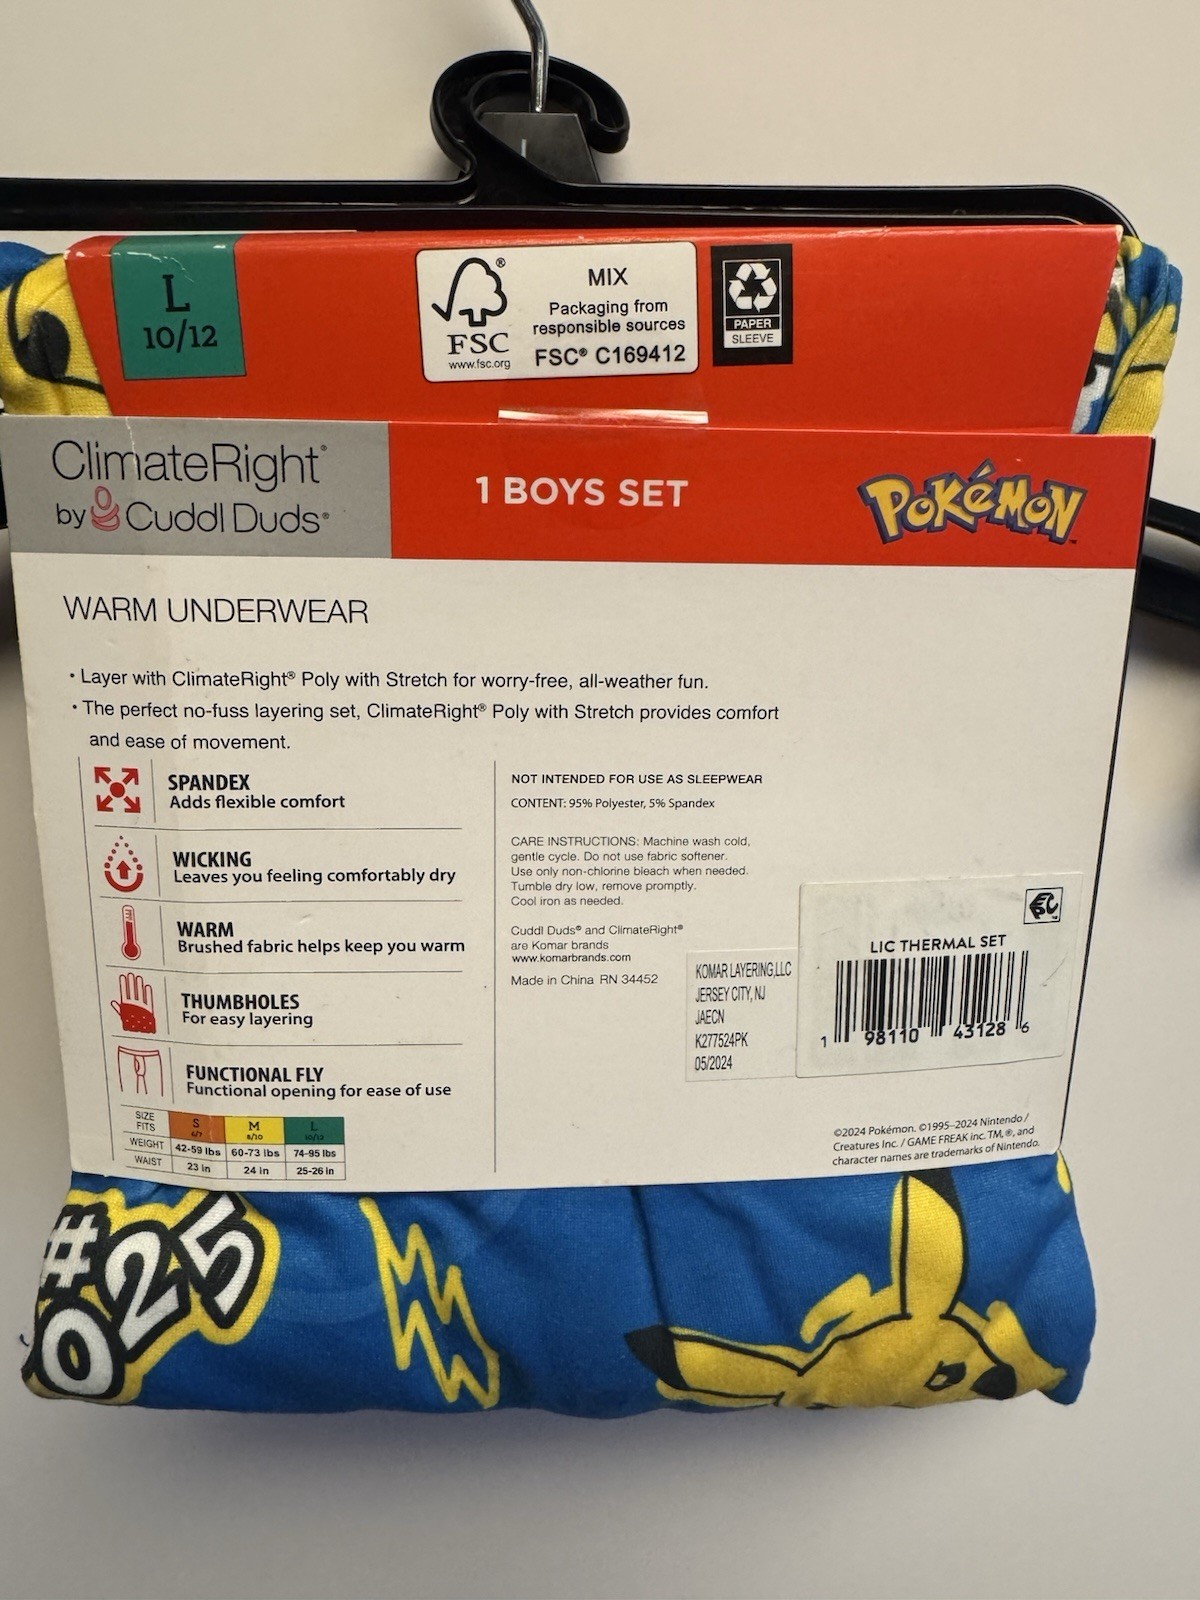 L
L
10/12
FSC®
www.fsc.org
MIX
Packaging from
responsible sources
FSC® C169412
PAPER
SLEEVE
ClimateRight®
by Cuddl Duds®
1 BOYS SET
POKéMON™
WARM UNDERWEAR
• Layer with ClimateRight® Poly with Stretch for worry-free, all-weather fun.
• The perfect no-fuss layering set, ClimateRight® Poly with Stretch provides comfort
and ease of movement.
SPANDEX
Adds flexible comfort
WICKING
Leaves you feeling comfortably dry
WARM
Brushed fabric helps keep you warm
THUMBHOLES
For easy layering
FUNCTIONAL FLY
Functional opening for ease of use
SIZE FITS S 6/7 M 8/10 L 10/12
WEIGHT 42-59 lbs 60-73 lbs 74-95 lbs
WAIST 23 in 24 in 25-26 in
NOT INTENDED FOR USE AS SLEEPWEAR
CONTENT: 95% Polyester, 5% Spandex
CARE INSTRUCTIONS: Machine wash cold,
gentle cycle. Do not use fabric softener.
Use only non-chlorine bleach when needed.
Tumble dry low, remove promptly.
Cool iron as needed.
Cuddl Duds® and ClimateRight®
are Komar brands
www.komarbrands.com
Made in China RN 34452
KOMAR LAYERING,LLC
JERSEY CITY, NJ
JAECN
K277524PK
05/2024
EPC™
LIC THERMAL SET
1 98110 43128 6
©2024 Pokémon. ©1995-2024 Nintendo /
Creatures Inc. / GAME FREAK inc. TM, ®, and
character names are trademarks of Nintendo.
#
025